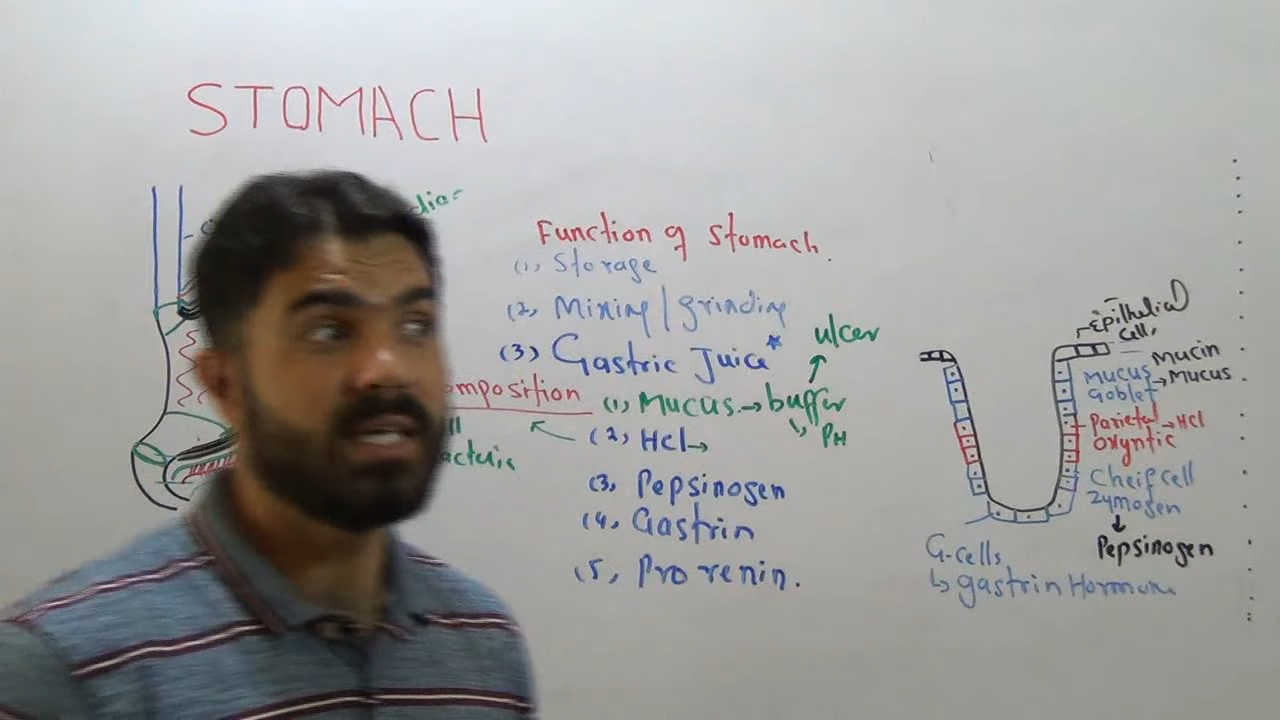 STOMACH
Function of Stomach.
(1) Storage
(2) Mixing/grinding
(3) Gastric Juice*
ulcer
(1) Mucus → buffer
↳ PH
(2) Hcl →
(3) Pepsinogen
(4) Gastrin
(5) Pro renin.
Epithelial
Cells
Mucin
Mucus → Mucus
Goblet
Parietal → Hcl
Oxyntic
Cheif cell
Zymogen
↓
Pepsinogen
G-cells
↳ gastrin Hormone